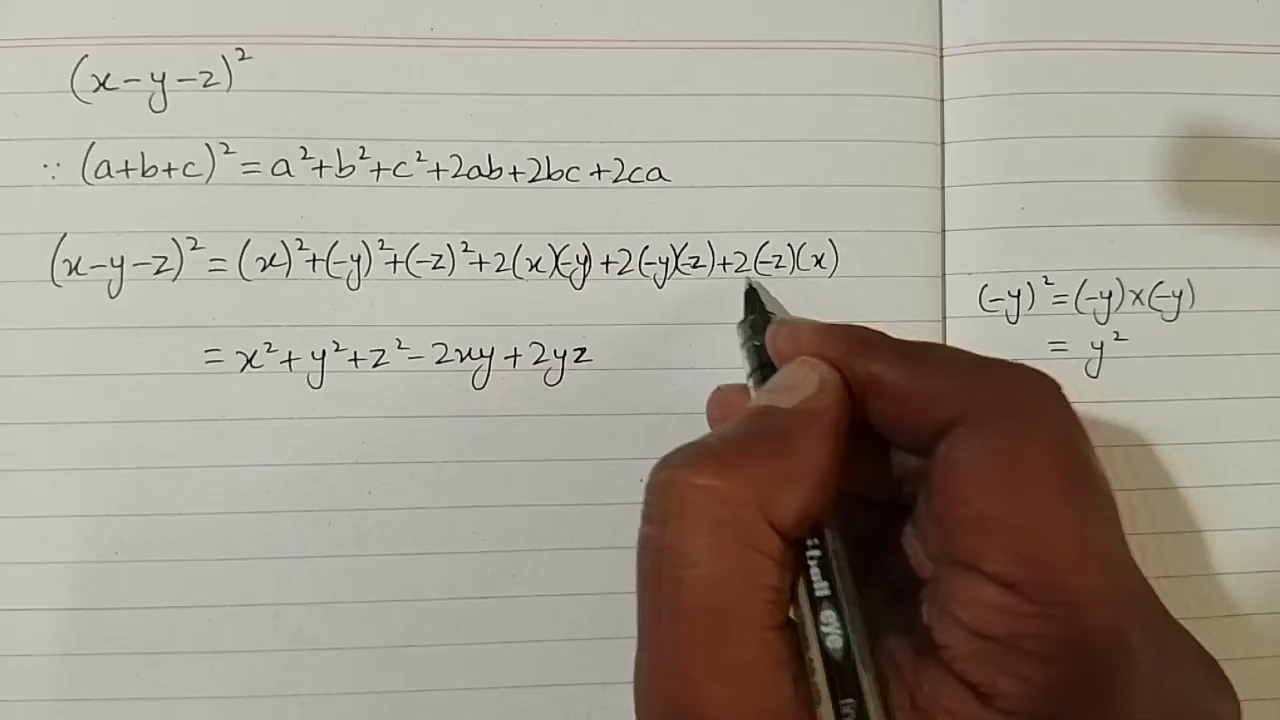 (x-y-z)²
∵ (a+b+c)² = a²+b²+c²+2ab+2bc+2ca
(x-y-z)² = (x)²+(-y)²+(-z)²+2(x)(-y)+2(-y)(-z)+2(-z)(x)
= x²+y²+z²-2xy+2yz
(-y)² = (-y)×(-y)
= y²
eye